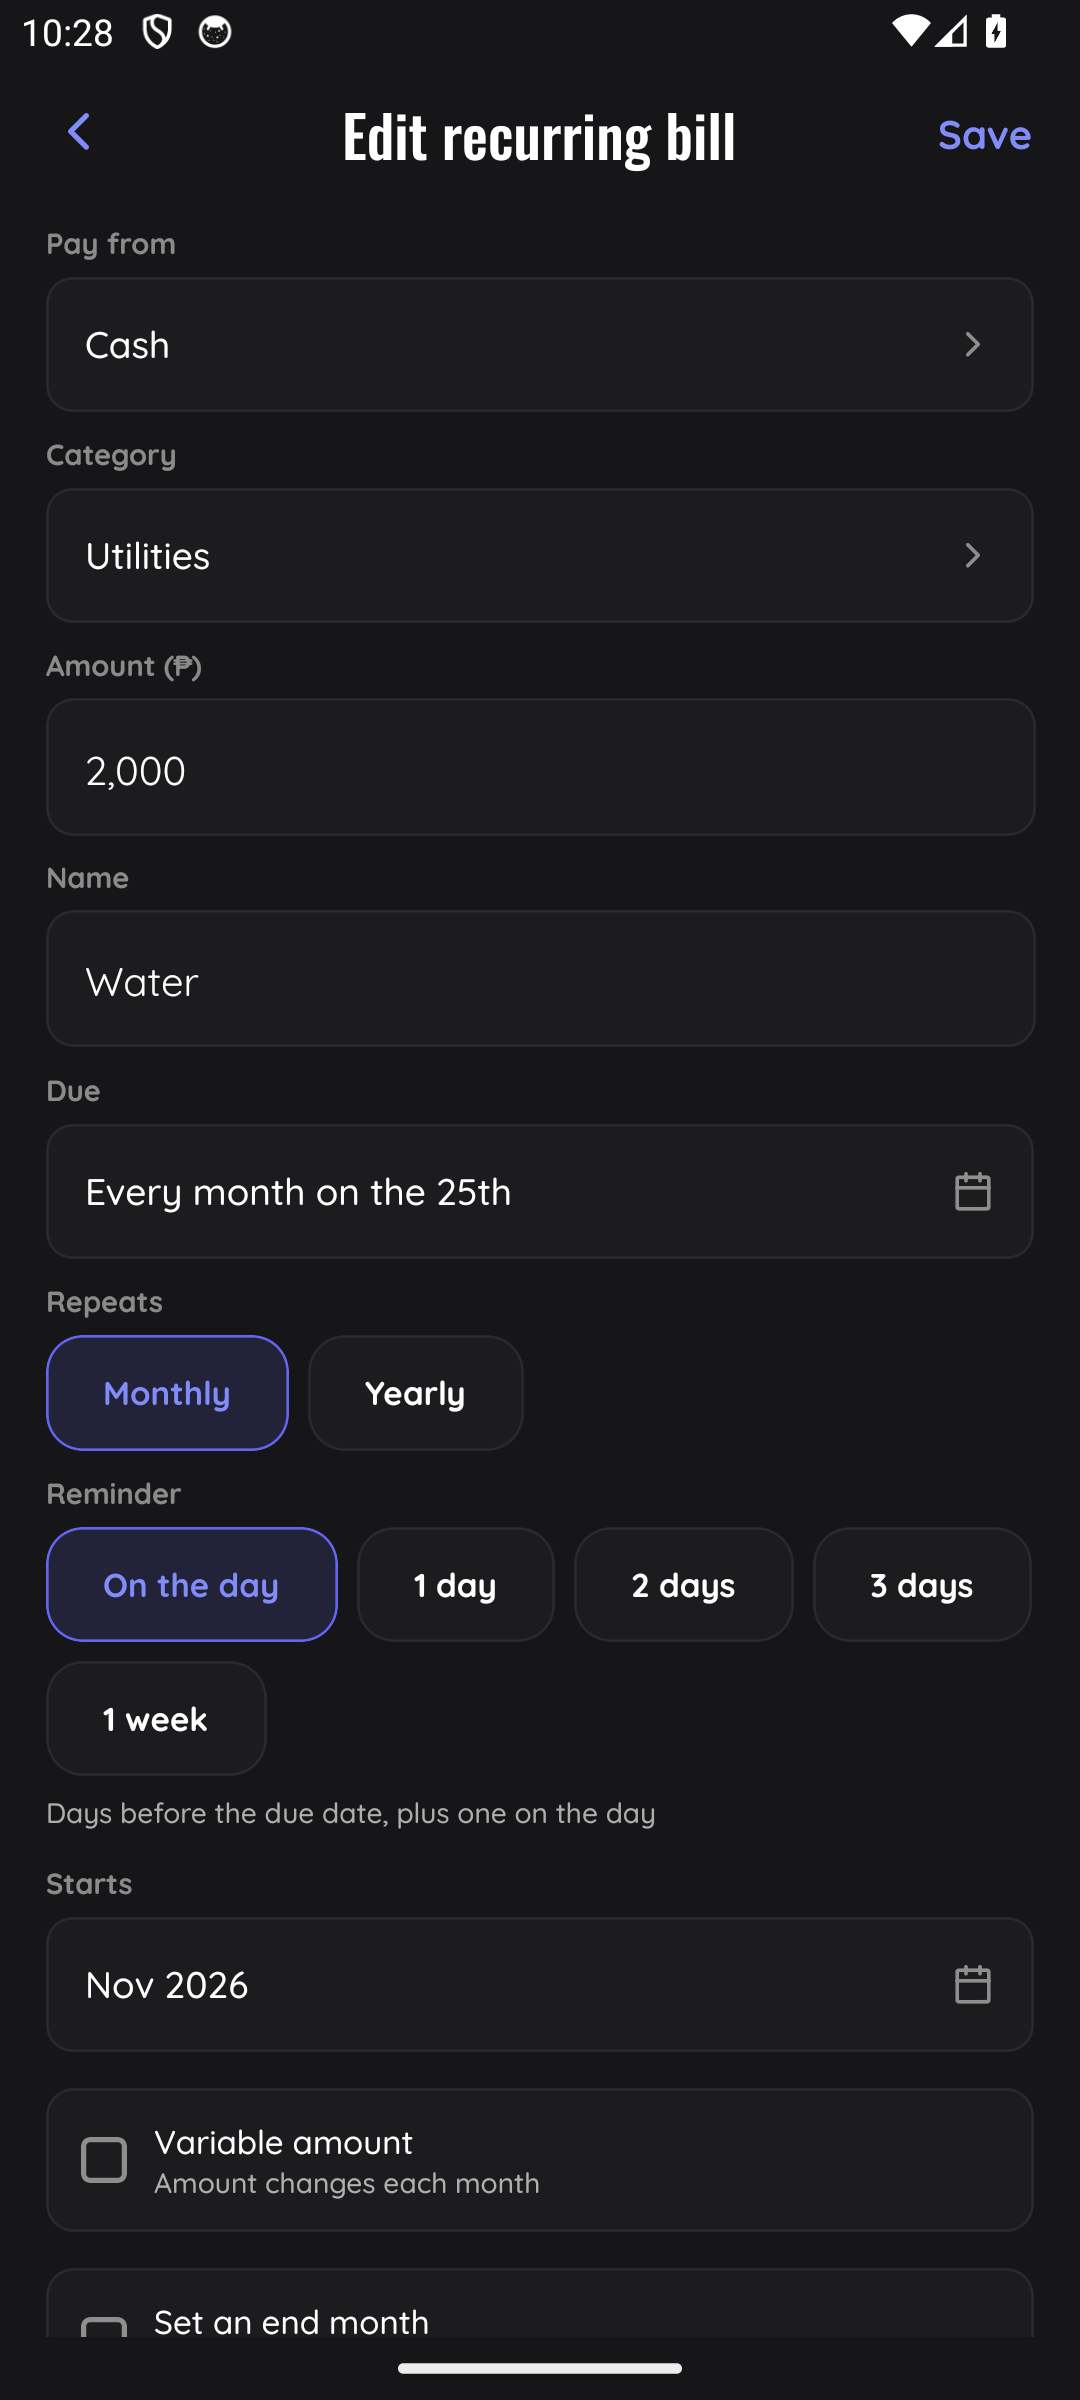 10:28
Edit recurring bill
Save
Pay from
Cash
Category
Utilities
Amount (₱)
2,000
Name
Water
Due
Every month on the 25th
Repeats
Monthly
Yearly
Reminder
On the day
1 day
2 days
3 days
1 week
Days before the due date, plus one on the day
Starts
Nov 2026
Variable amount
Amount changes each month
Set an end month